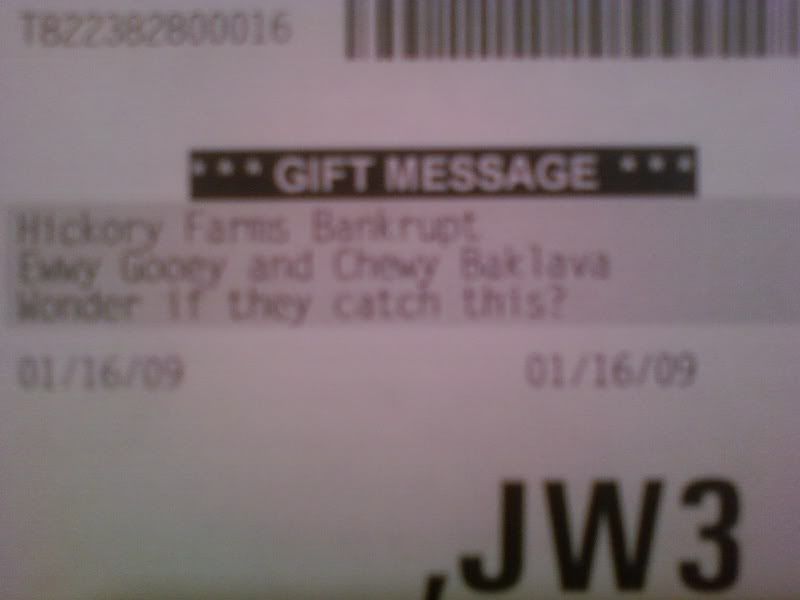 T822382800016
* * * GIFT MESSAGE * * *
Hickory Farms Bankrupt
Ewwy Gooey and Chewy Baklava
Wonder if they catch this?
01/16/09 01/16/09
,JW3